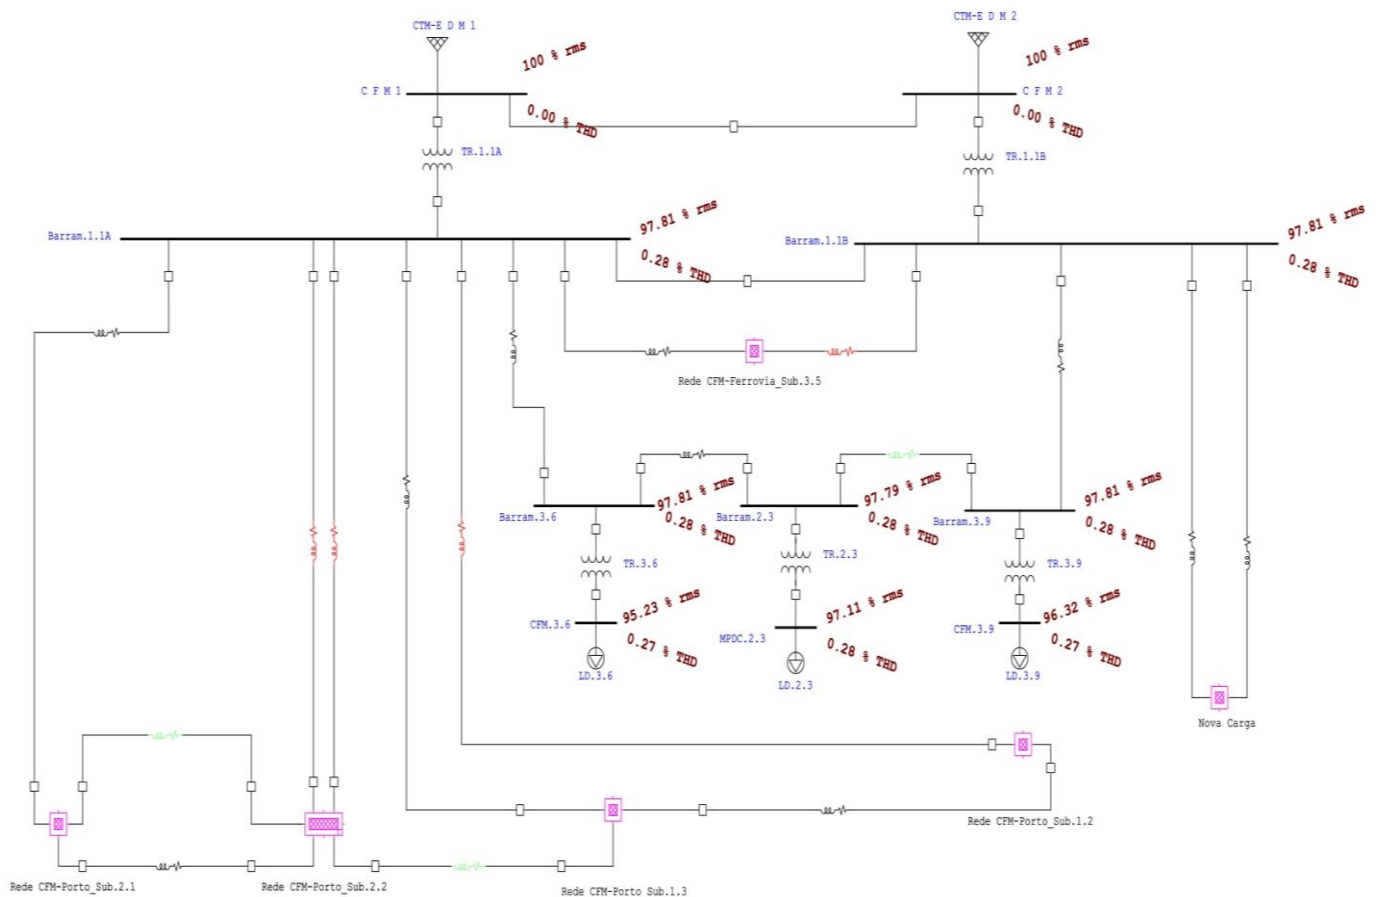 CTM-E D M 1
CTM-E D M 2
100 % rms
100 % rms
C F M 1
C F M 2
0.00 % THD
0.00 % THD
TR.1.1A
TR.1.1B
97.81 % rms
97.81 % rms
Barram.1.1A
Barram.1.1B
0.28 % THD
0.28 % THD
Rede CFM-Ferrovia_Sub.3.5
97.81 % rms
97.79 % rms
97.81 % rms
Barram.3.6
Barram.2.3
Barram.3.9
0.28 % THD
0.28 % THD
0.28 % THD
TR.3.6
TR.2.3
TR.3.9
95.23 % rms
97.11 % rms
96.32 % rms
CFM.3.6
MPDC.2.3
CFM.3.9
0.27 % THD
0.28 % THD
0.27 % THD
LD.3.6
LD.2.3
LD.3.9
Nova Carga
Rede CFM-Porto_Sub.1.2
Rede CFM-Porto_Sub.2.1
Rede CFM-Porto_Sub.2.2
Rede CFM-Porto Sub.1.3